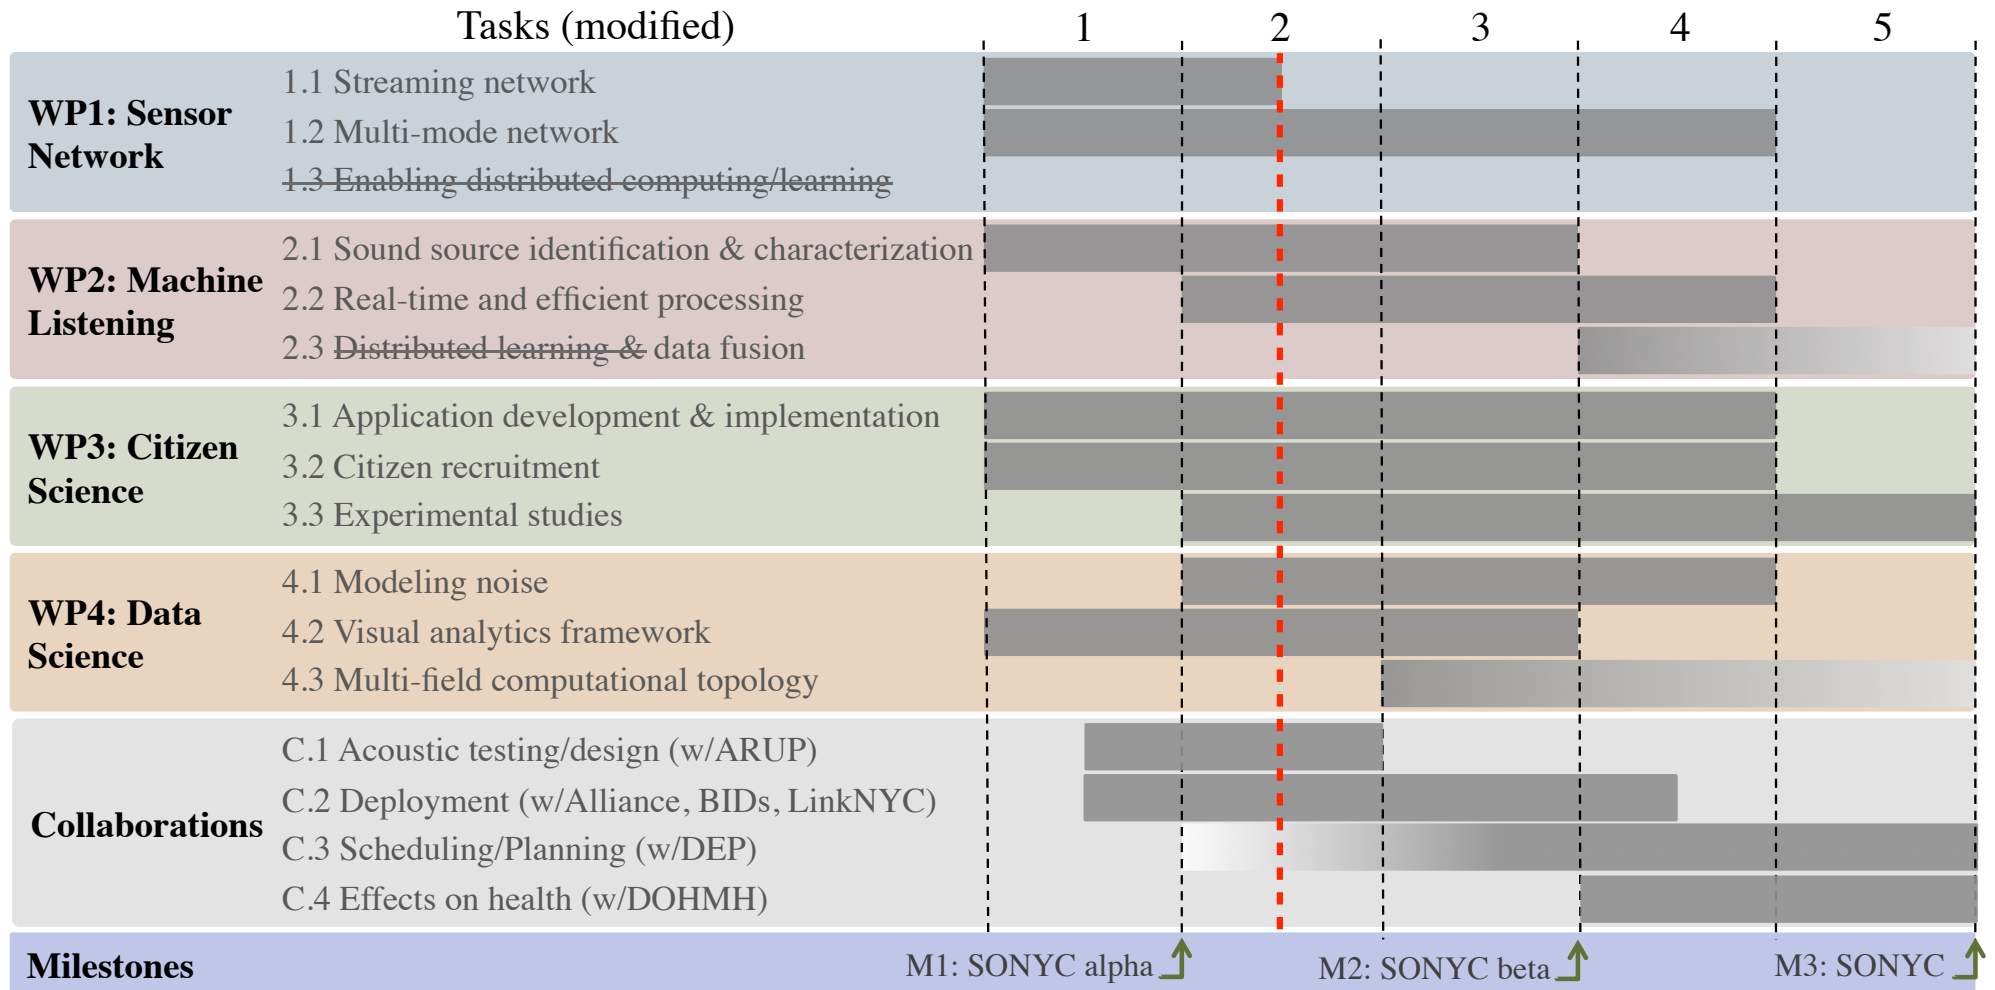 Tasks (modified) 1 2 3 4 5
WP1: Sensor
Network
1.1 Streaming network
1.2 Multi-mode network
1.3 Enabling distributed computing/learning
WP2: Machine
Listening
2.1 Sound source identification & characterization
2.2 Real-time and efficient processing
2.3 Distributed learning & data fusion
WP3: Citizen
Science
3.1 Application development & implementation
3.2 Citizen recruitment
3.3 Experimental studies
WP4: Data
Science
4.1 Modeling noise
4.2 Visual analytics framework
4.3 Multi-field computational topology
Collaborations
C.1 Acoustic testing/design (w/ARUP)
C.2 Deployment (w/Alliance, BIDs, LinkNYC)
C.3 Scheduling/Planning (w/DEP)
C.4 Effects on health (w/DOHMH)
Milestones
M1: SONYC alpha
M2: SONYC beta
M3: SONYC